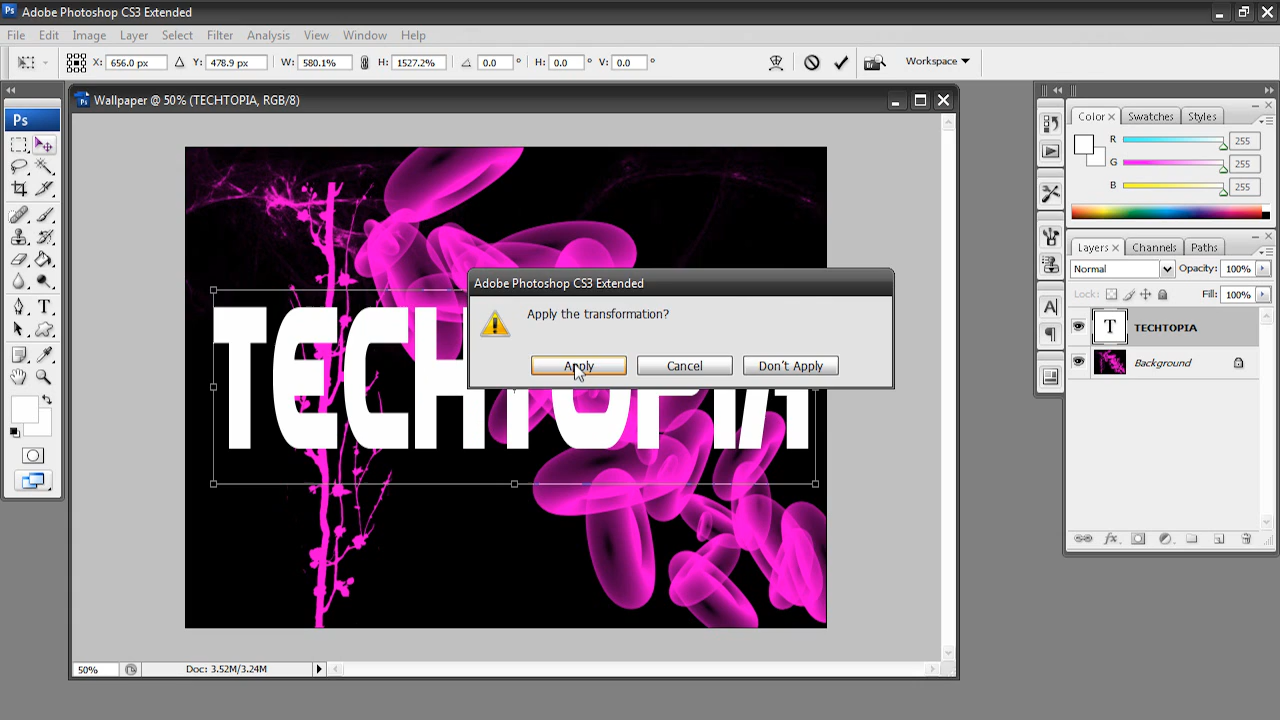 Ps Adobe Photoshop CS3 Extended
File Edit Image Layer Select Filter Analysis View Window Help
X: 656.0 px Y: 478.9 px W: 580.1% H: 1527.2% 0.0 ° H: 0.0 ° V: 0.0 ° Workspace
Ps
Wallpaper @ 50% (TECHTOPIA, RGB/8)
TECHTOPIA
Adobe Photoshop CS3 Extended
Apply the transformation?
Apply Cancel Don't Apply
50% Doc: 3.52M/3.24M
Color × Swatches Styles
R 255
G 255
B 255
Layers × Channels Paths
Normal Opacity: 100%
Lock: Fill: 100%
T TECHTOPIA
Background